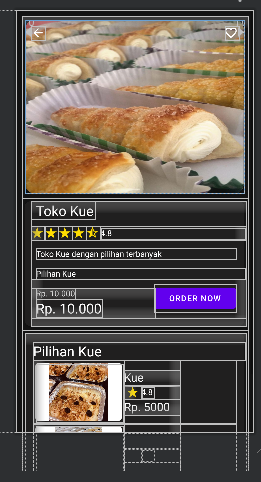 Toko Kue
4.8
Toko Kue dengan pilihan terbanyak
Pilihan Kue
Rp. 10.000
Rp. 10.000
ORDER NOW
Pilihan Kue
Kue
4.8
Rp. 5000